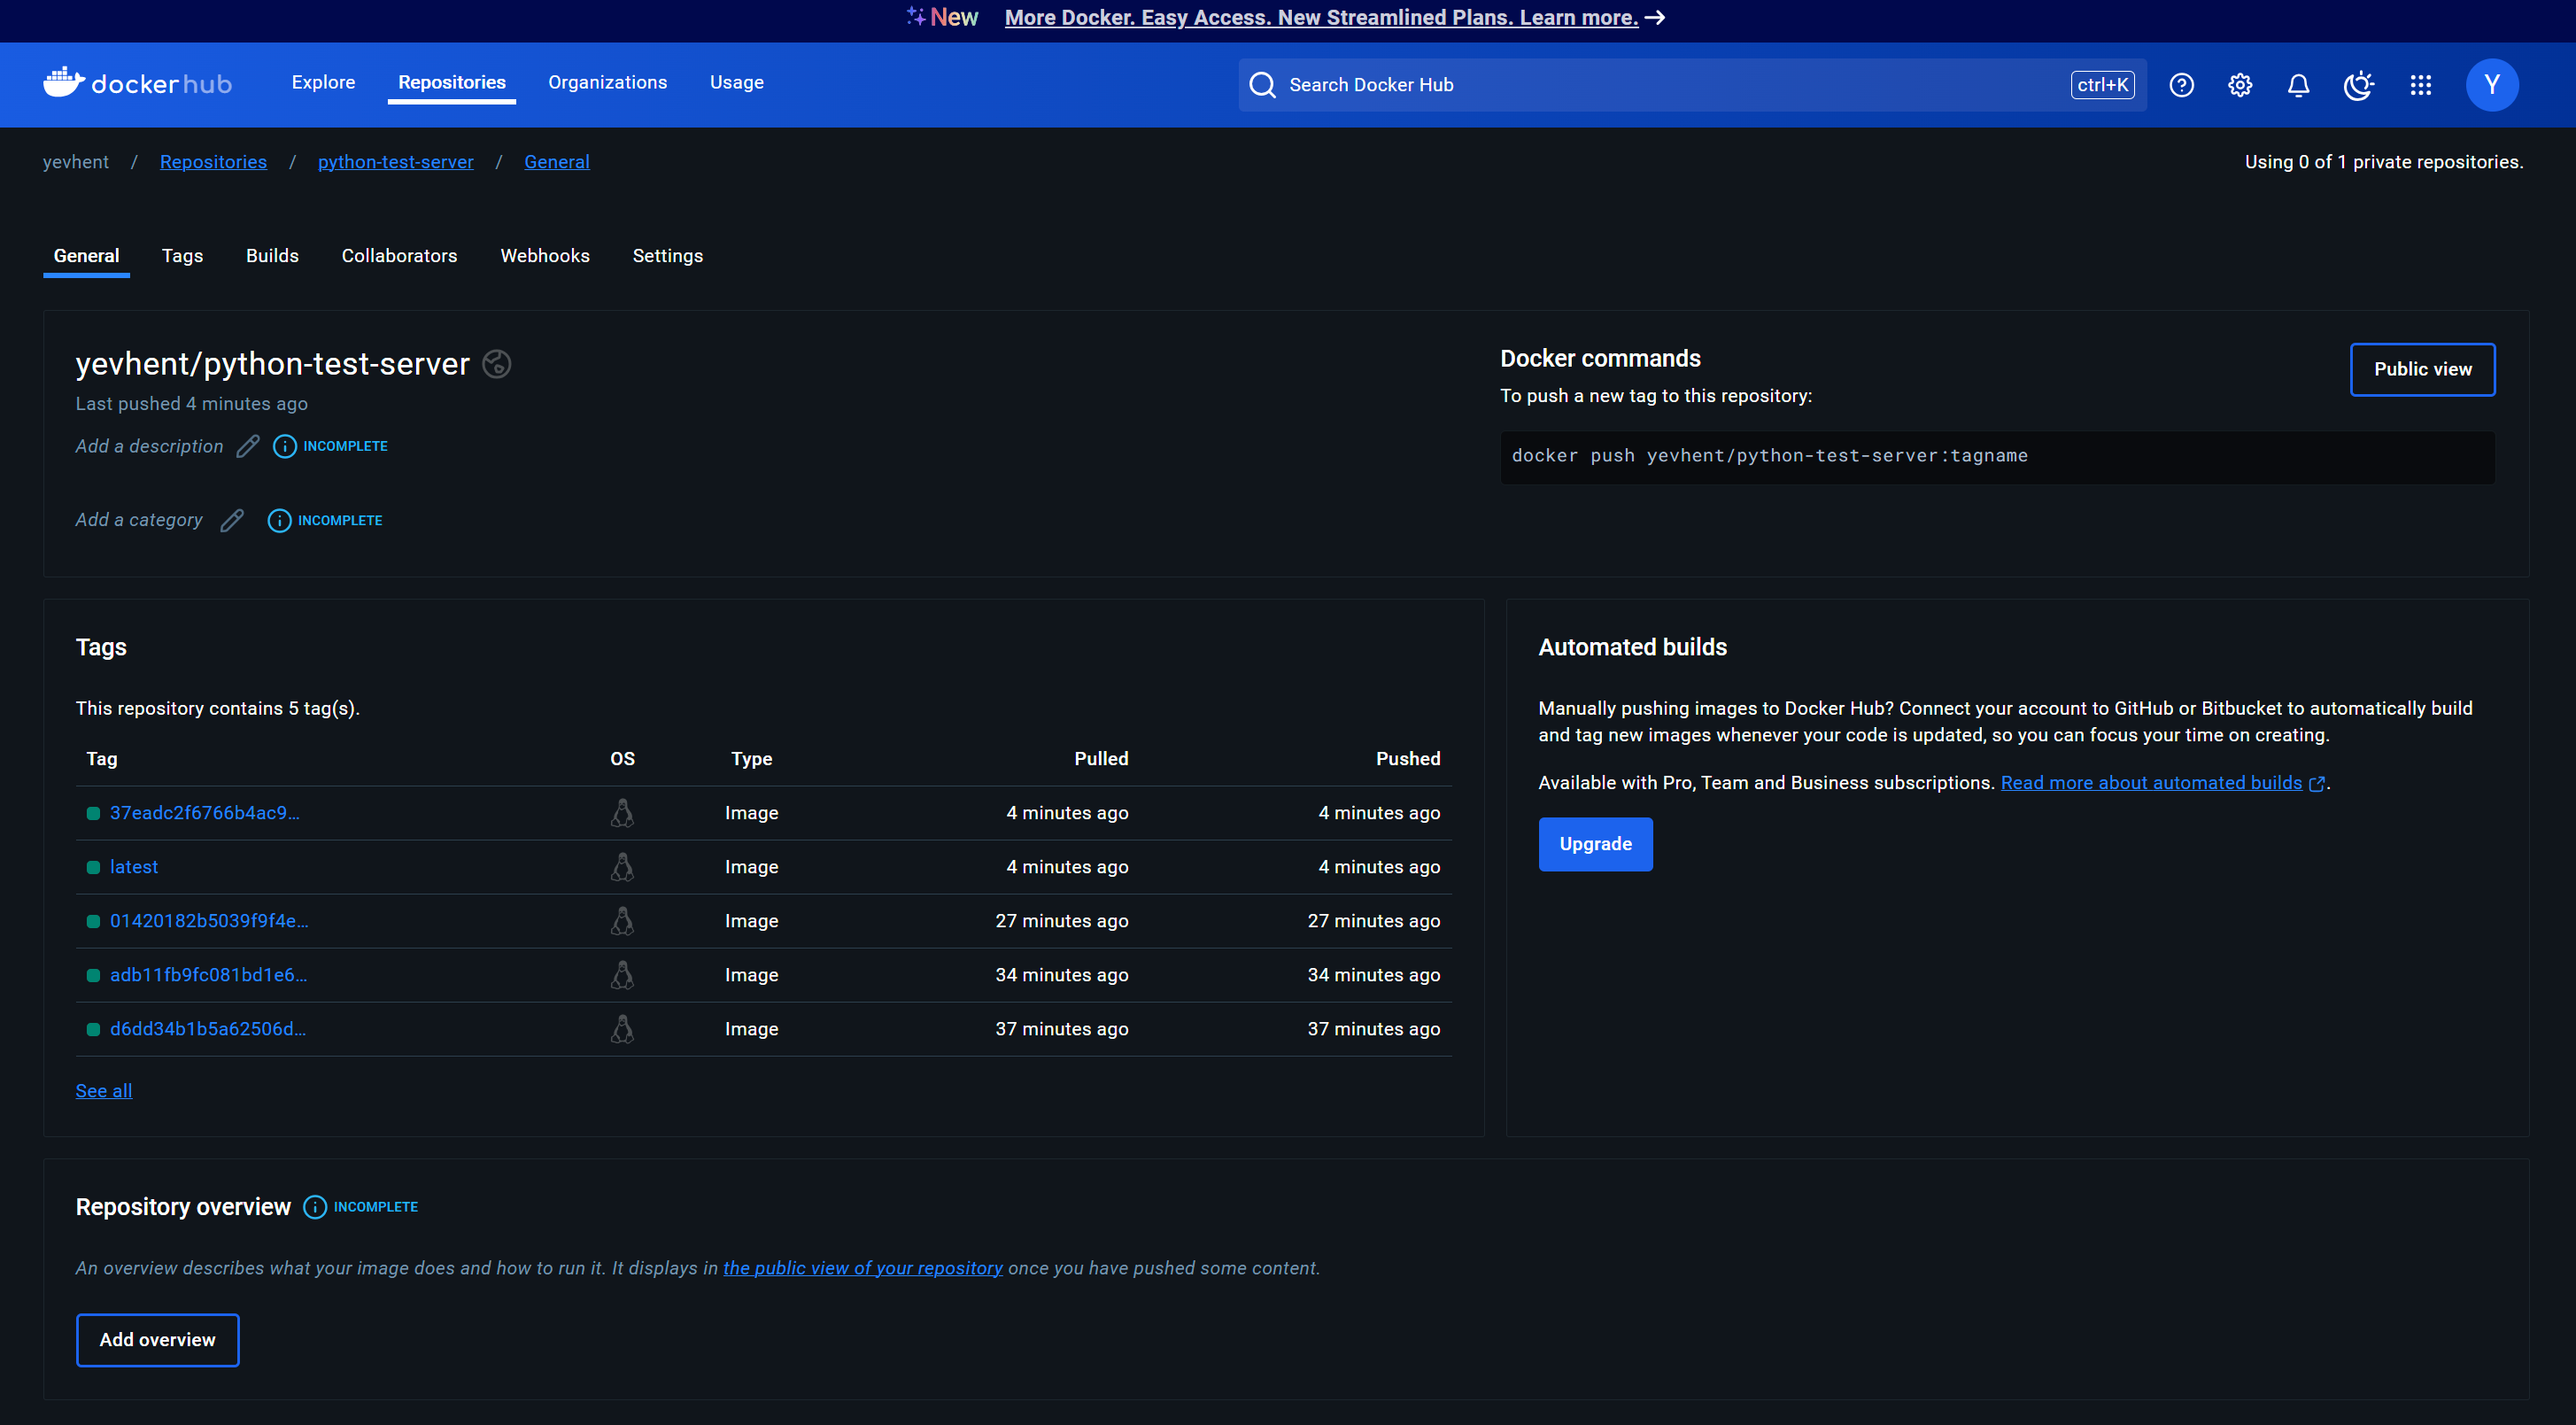 New More Docker. Easy Access. New Streamlined Plans. Learn more.
dockerhub Explore Repositories Organizations Usage Search Docker Hub ctrl+K Y
yevhent / Repositories / python-test-server / General Using 0 of 1 private repositories.
General Tags Builds Collaborators Webhooks Settings
yevhent/python-test-server
Last pushed 4 minutes ago
Add a description INCOMPLETE
Add a category INCOMPLETE
Docker commands
Public view
To push a new tag to this repository:
docker push yevhent/python-test-server:tagname
Tags
This repository contains 5 tag(s).
Tag OS Type Pulled Pushed
37eadc2f6766b4ac9... Image 4 minutes ago 4 minutes ago
latest Image 4 minutes ago 4 minutes ago
01420182b5039f9f4e... Image 27 minutes ago 27 minutes ago
adb11fb9fc081bd1e6... Image 34 minutes ago 34 minutes ago
d6dd34b1b5a62506d... Image 37 minutes ago 37 minutes ago
See all
Automated builds
Manually pushing images to Docker Hub? Connect your account to GitHub or Bitbucket to automatically build
and tag new images whenever your code is updated, so you can focus your time on creating.
Available with Pro, Team and Business subscriptions. Read more about automated builds.
Upgrade
Repository overview INCOMPLETE
An overview describes what your image does and how to run it. It displays in the public view of your repository once you have pushed some content.
Add overview